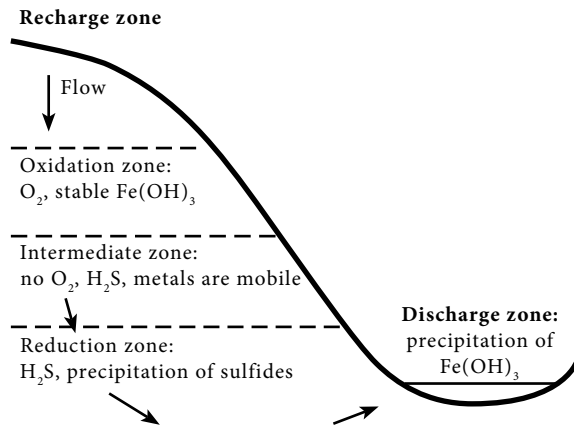 Recharge zone
Flow
Oxidation zone:
O₂, stable Fe(OH)₃
Intermediate zone:
no O₂, H₂S, metals are mobile
Reduction zone:
H₂S, precipitation of sulfides
Discharge zone:
precipitation of
Fe(OH)₃